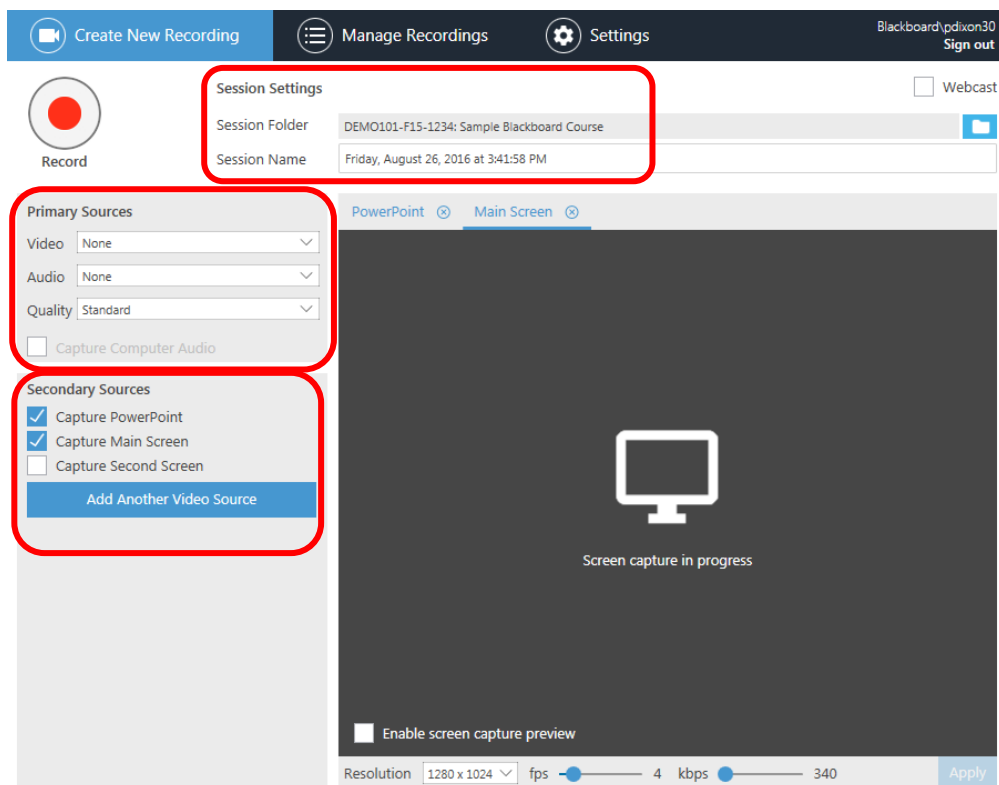 Create New Recording
Manage Recordings
Settings
Blackboard\pdixon30
Sign out
Record
Session Settings
Webcast
Session Folder
DEMO101-F15-1234: Sample Blackboard Course
Session Name
Friday, August 26, 2016 at 3:41:58 PM
Primary Sources
Video None
Audio None
Quality Standard
Capture Computer Audio
Secondary Sources
Capture PowerPoint
Capture Main Screen
Capture Second Screen
Add Another Video Source
PowerPoint
Main Screen
Screen capture in progress
Enable screen capture preview
Resolution 1280 x 1024 fps 4 kbps 340 Apply